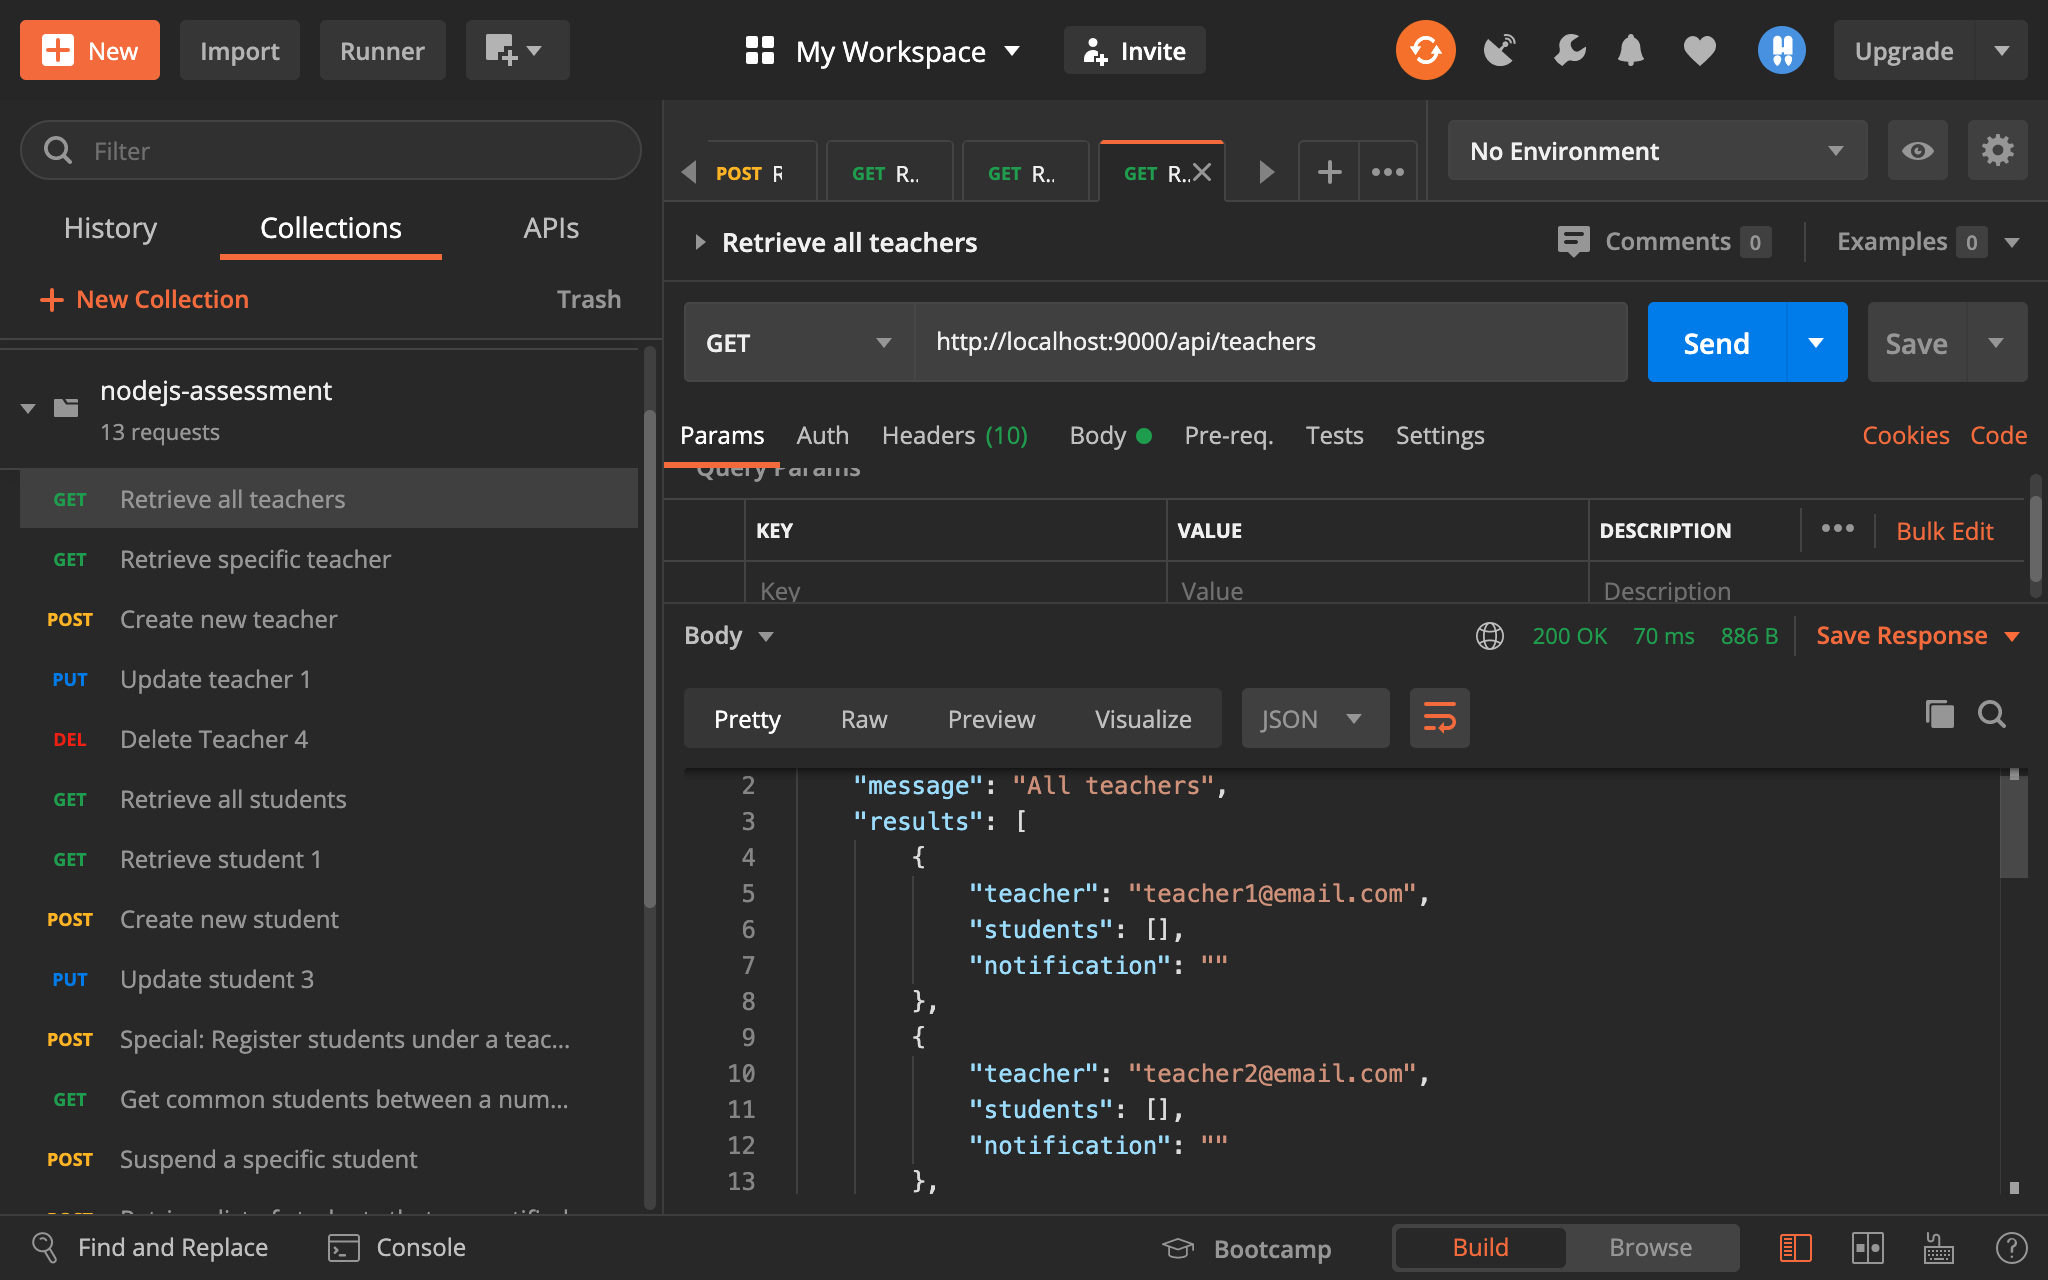 New
Import
Runner
My Workspace
Invite
Upgrade
Filter
History
Collections
APIs
New Collection
Trash
nodejs-assessment
13 requests
GET Retrieve all teachers
GET Retrieve specific teacher
POST Create new teacher
PUT Update teacher 1
DEL Delete Teacher 4
GET Retrieve all students
GET Retrieve student 1
POST Create new student
PUT Update student 3
POST Special: Register students under a teac...
GET Get common students between a num...
POST Suspend a specific student
POST R
GET R..
GET R..
GET R..
No Environment
Retrieve all teachers
Comments 0
Examples 0
GET
http://localhost:9000/api/teachers
Send
Save
Params
Auth
Headers (10)
Body
Pre-req.
Tests
Settings
Cookies
Code
Query Params
KEY
VALUE
DESCRIPTION
Bulk Edit
Key
Value
Description
Body
200 OK
70 ms
886 B
Save Response
Pretty
Raw
Preview
Visualize
JSON
2 "message": "All teachers",
3 "results": [
4 {
5 "teacher": "teacher1@email.com",
6 "students": [],
7 "notification": ""
8 },
9 {
10 "teacher": "teacher2@email.com",
11 "students": [],
12 "notification": ""
13 },
Find and Replace
Console
Bootcamp
Build
Browse